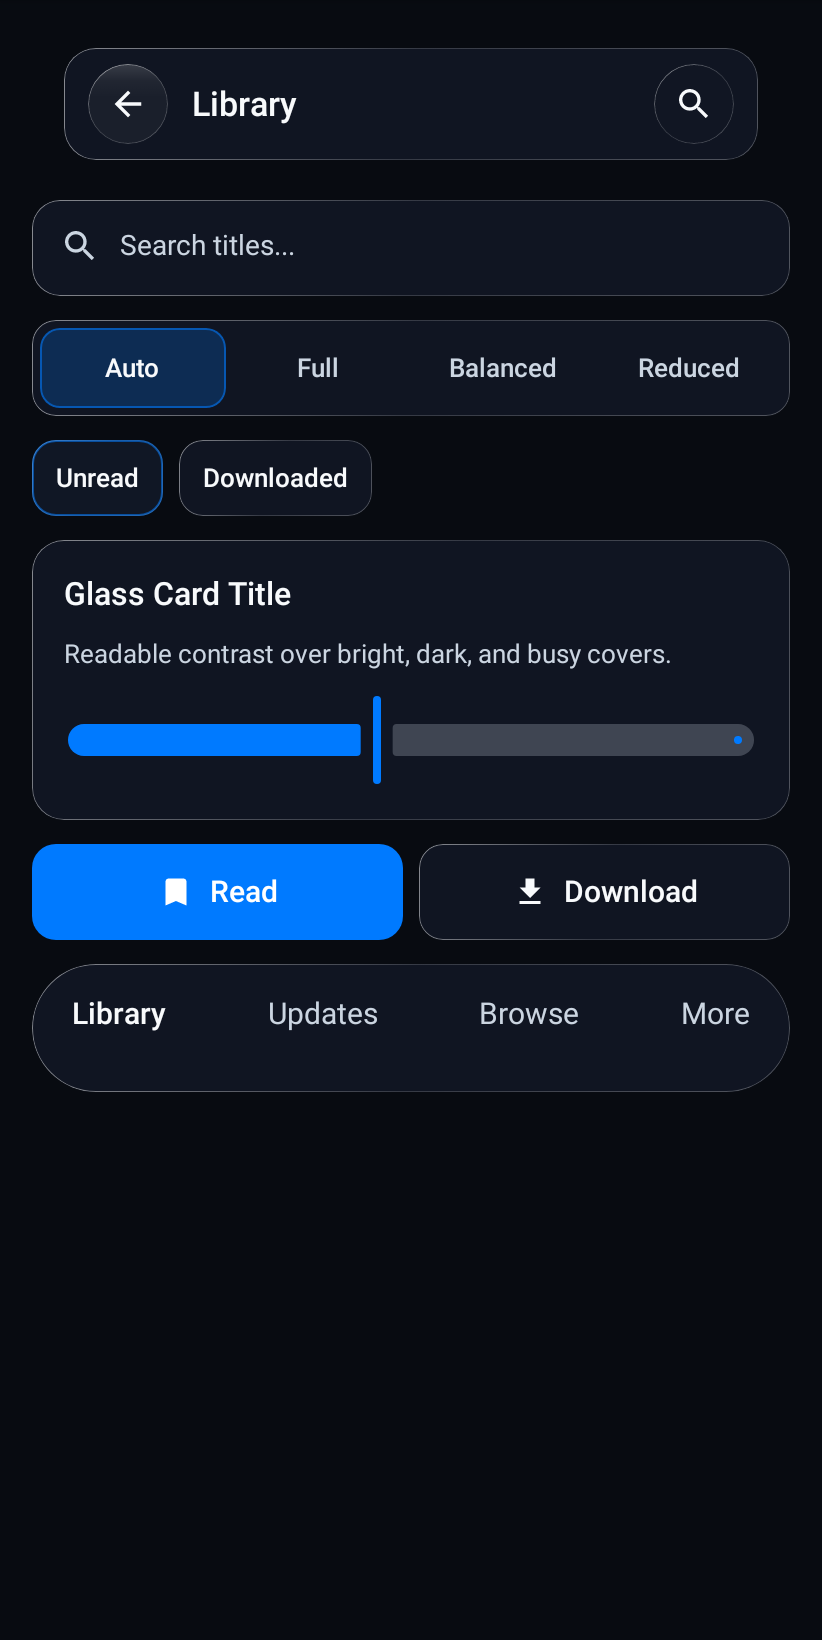 Library
Search titles...
Auto Full Balanced Reduced
Unread Downloaded
Glass Card Title
Readable contrast over bright, dark, and busy covers.
Read Download
Library Updates Browse More